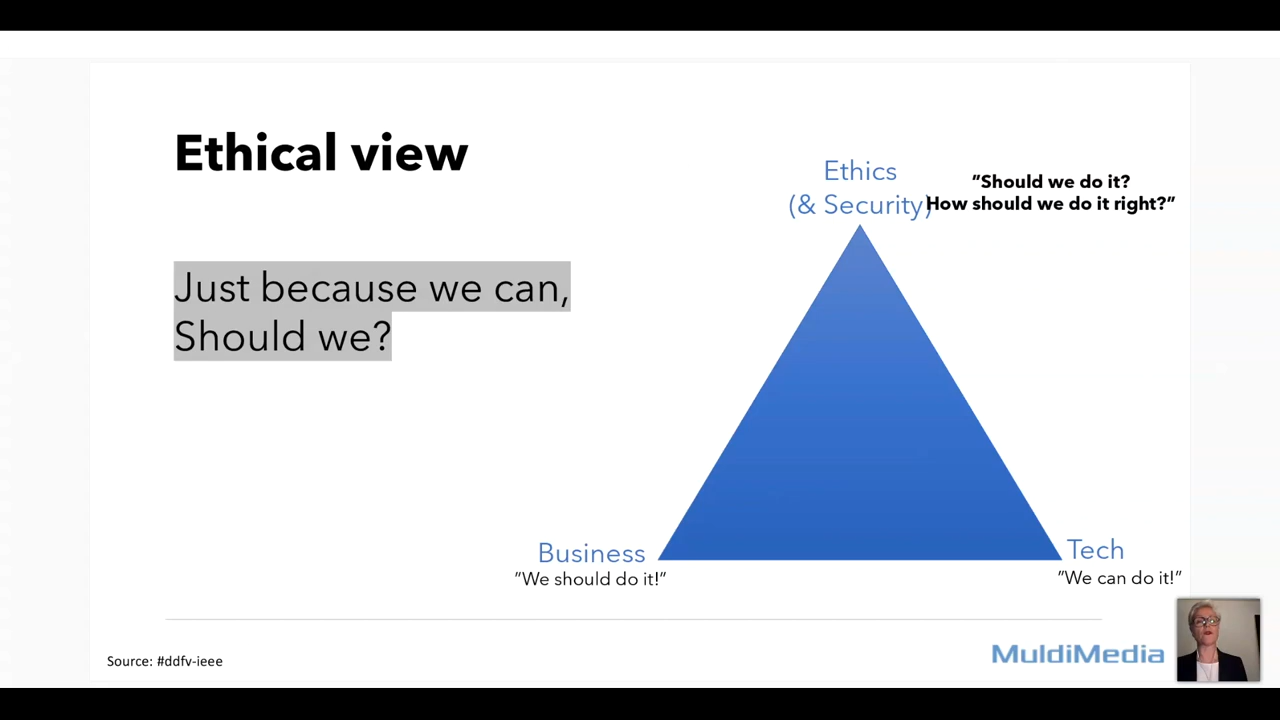 Ethical view
Just because we can,
Should we?
Ethics
(& Security)
”Should we do it?
How should we do it right?”
Business
”We should do it!”
Tech
”We can do it!”
Source: #ddfv-ieee
MuldiMedia